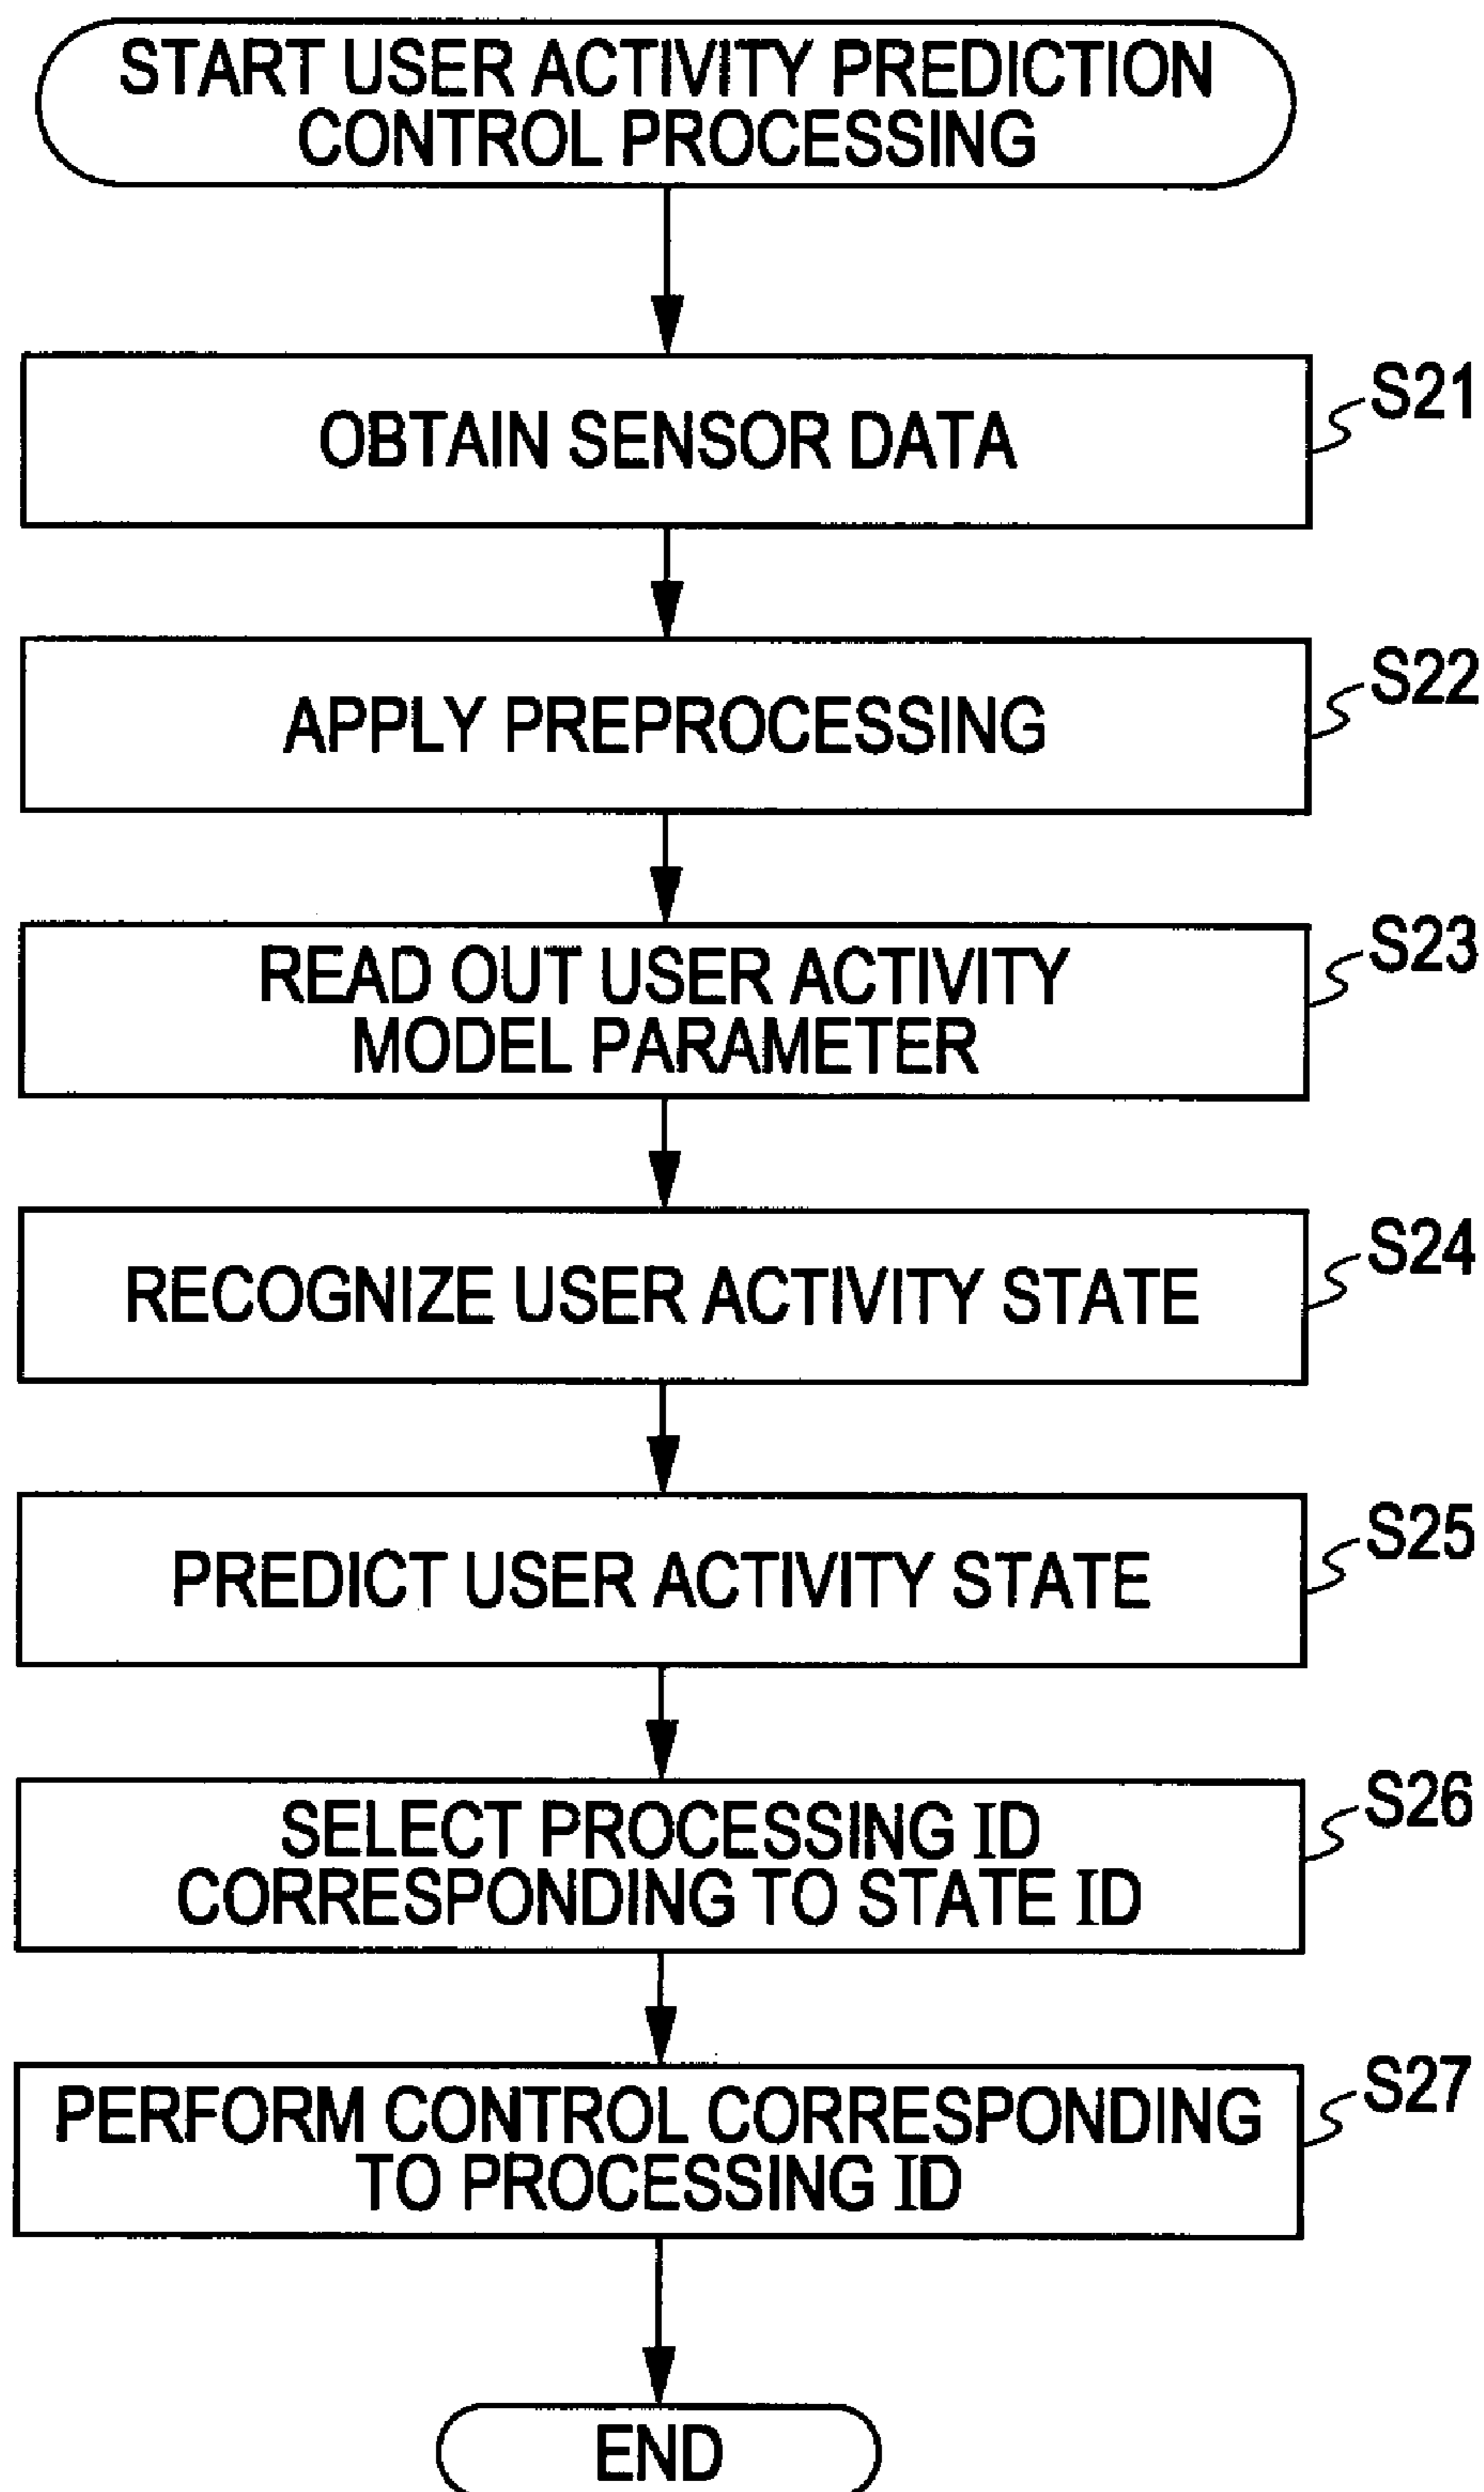 START USER ACTIVITY PREDICTION
CONTROL PROCESSING
OBTAIN SENSOR DATA
S21
APPLY PREPROCESSING
S22
READ OUT USER ACTIVITY
MODEL PARAMETER
S23
RECOGNIZE USER ACTIVITY STATE
S24
PREDICT USER ACTIVITY STATE
S25
SELECT PROCESSING ID
CORRESPONDING TO STATE ID
S26
PERFORM CONTROL CORRESPONDING
TO PROCESSING ID
S27
END